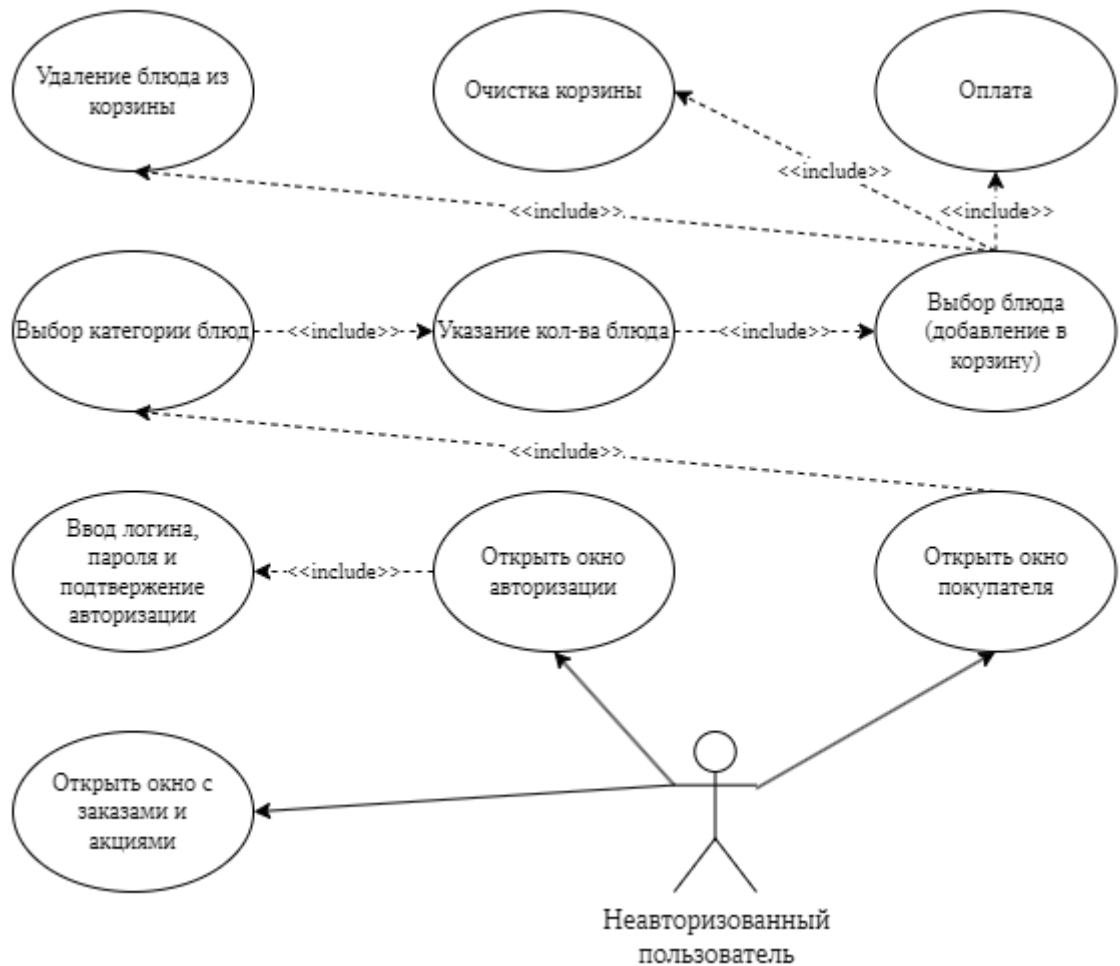 Удаление блюда из
корзины
Очистка корзины
Оплата
<<include>>
<<include>>
<<include>>
Выбор категории блюд
<<include>>
Указание кол-ва блюда
<<include>>
Выбор блюда
(добавление в
корзину)
<<include>>
Ввод логина,
пароля и
подтвержение
авторизации
<<include>>
Открыть окно
авторизации
Открыть окно
покупателя
Открыть окно с
заказами и
акциями
Неавторизованный
пользователь